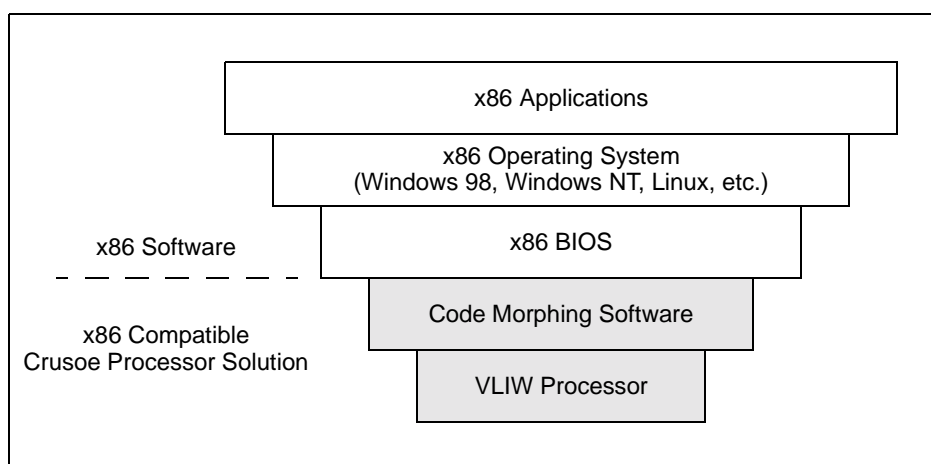 x86 Applications
x86 Operating System
(Windows 98, Windows NT, Linux, etc.)
x86 BIOS
x86 Software
Code Morphing Software
x86 Compatible
Crusoe Processor Solution
VLIW Processor